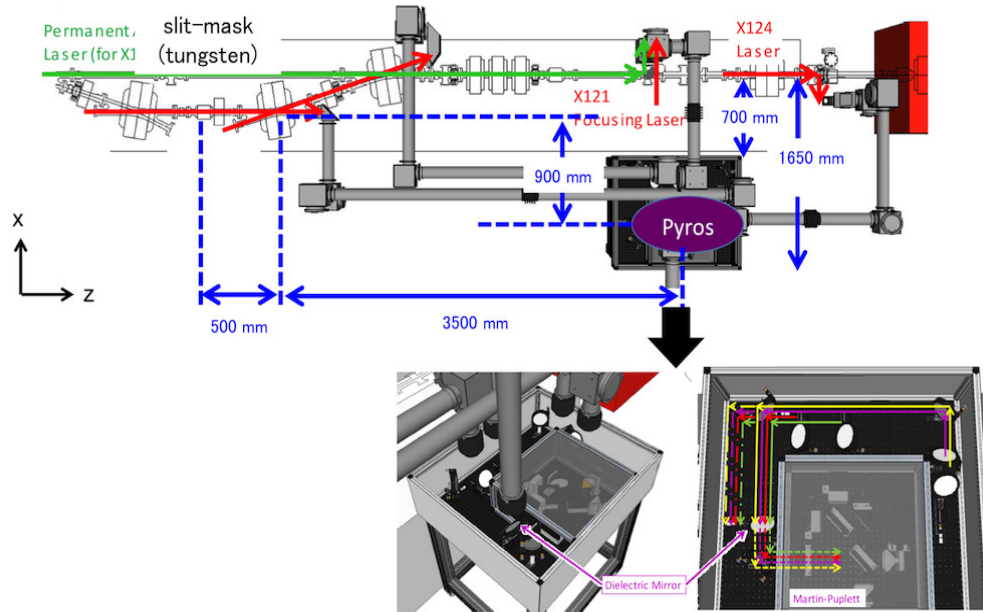 Permanent
Laser (for X1
slit-mask
(tungsten)
X124
Laser
X121
Focusing Laser
700 mm
1650 mm
900 mm
Pyros
X
Z
500 mm
3500 mm
Dielectric Mirror
Martin-Puplett